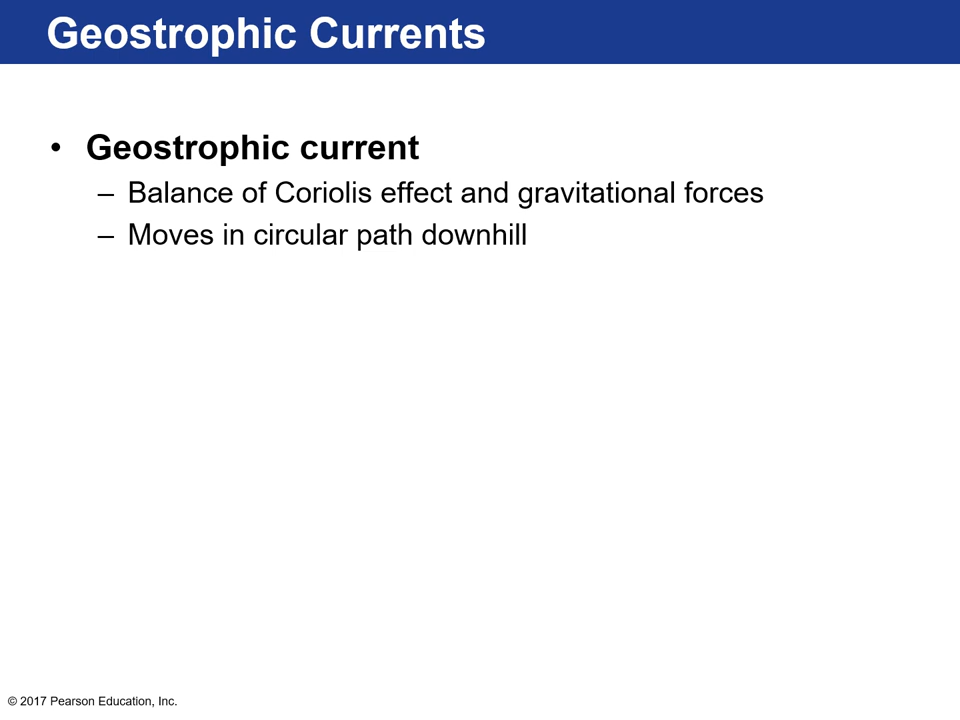 Geostrophic Currents
• Geostrophic current
– Balance of Coriolis effect and gravitational forces
– Moves in circular path downhill
© 2017 Pearson Education, Inc.